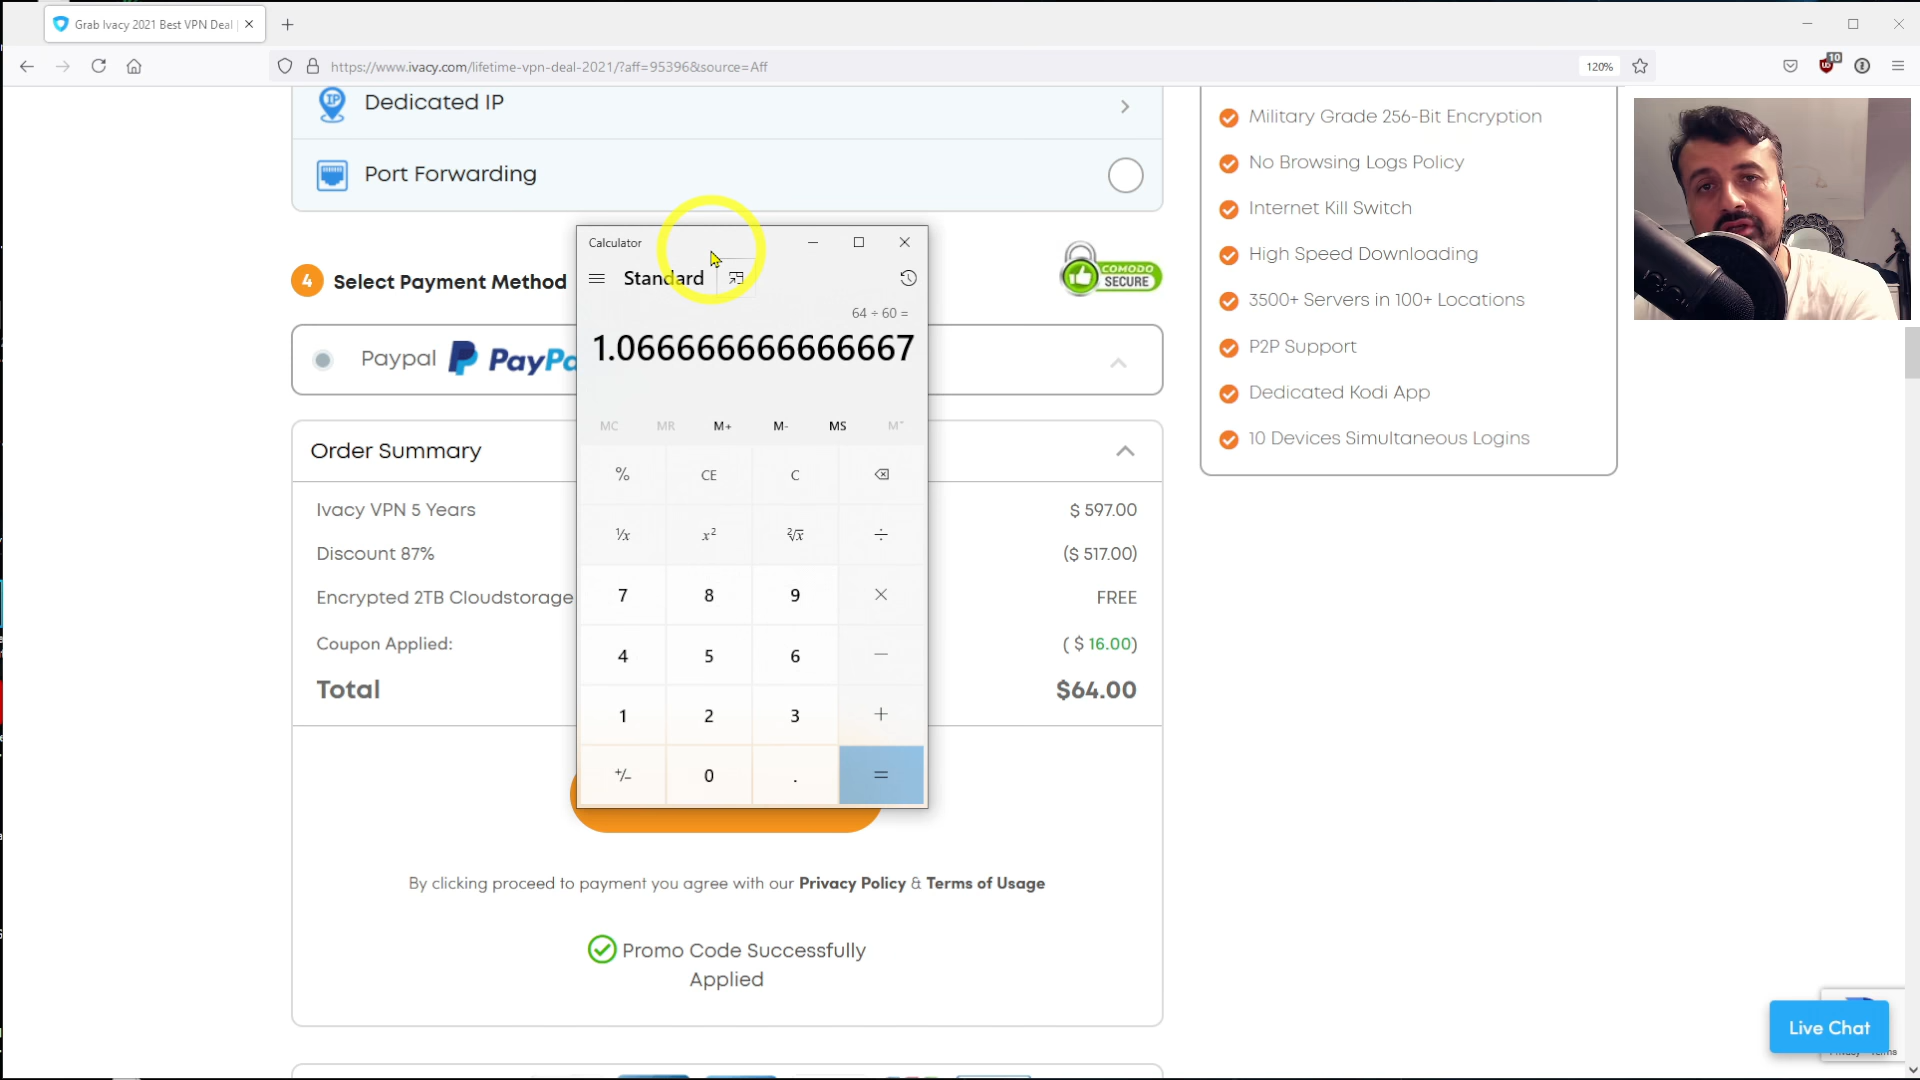 Grab Ivacy 2021 Best VPN Deal
https://www.ivacy.com/lifetime-vpn-deal-2021/?aff=95396&source=Aff
120%
10
IP
Dedicated IP
Port Forwarding
4 Select Payment Method
COMODO
SECURE
Paypal PayPa
Order Summary
Ivacy VPN 5 Years $ 597.00
Discount 87% ($ 517.00)
Encrypted 2TB Cloudstorage FREE
Coupon Applied: ( $ 16.00)
Total $64.00
Calculator
Standard
64 ÷ 60 =
1.066666666666667
MC MR M+ M- MS M˅
% CE C
¹/x x² ²√x ÷
7 8 9 ×
4 5 6 −
1 2 3 +
+/− 0 . =
By clicking proceed to payment you agree with our Privacy Policy & Terms of Usage
Promo Code Successfully
Applied
Military Grade 256-Bit Encryption
No Browsing Logs Policy
Internet Kill Switch
High Speed Downloading
3500+ Servers in 100+ Locations
P2P Support
Dedicated Kodi App
10 Devices Simultaneous Logins
Live Chat